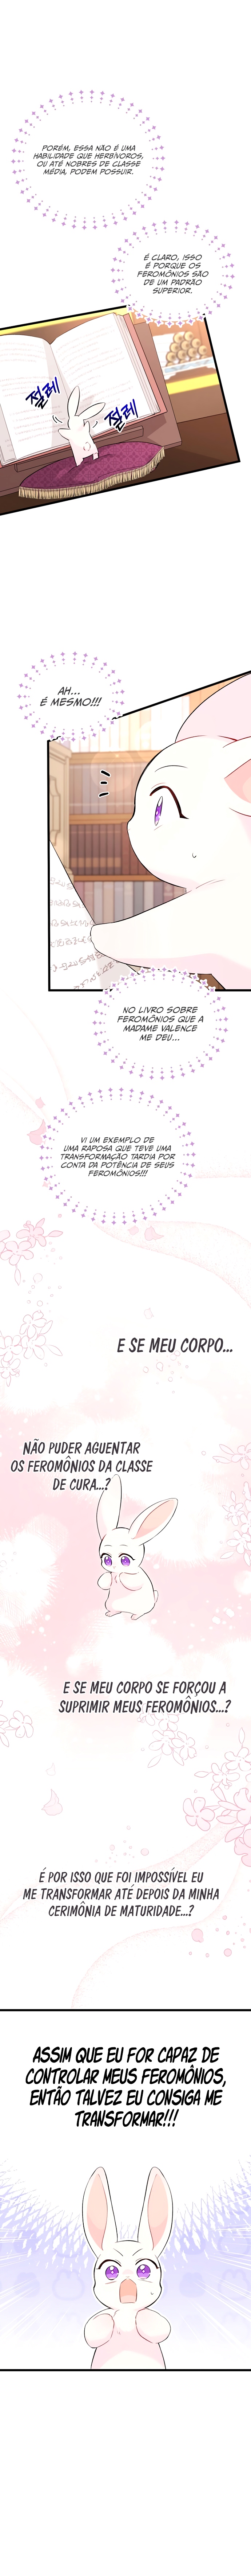 PORÉM, ESSA NÃO É UMA
HABILIDADE QUE HERBÍVOROS,
OU ATÉ NOBRES DE CLASSE
MÉDIA, PODEM POSSUIR.
É CLARO, ISSO
É PORQUE OS
FEROMÔNIOS SÃO
DE UM PADRÃO
SUPERIOR.
절레
절레
AH...
É MESMO!!!
NO LIVRO SOBRE
FEROMÔNIOS QUE A
MADAME VALENCE
ME DEU...
VI UM EXEMPLO DE
UMA RAPOSA QUE TEVE UMA
TRANSFORMAÇÃO TARDIA POR
CONTA DA POTÊNCIA DE SEUS
FEROMÔNIOS!!!
E SE MEU CORPO...
NÃO PUDER AGUENTAR
OS FEROMÔNIOS DA CLASSE
DE CURA...?
E SE MEU CORPO SE FORÇOU A
SUPRIMIR MEUS FEROMÔNIOS...?
É POR ISSO QUE FOI IMPOSSÍVEL EU
ME TRANSFORMAR ATÉ DEPOIS DA MINHA
CERIMÔNIA DE MATURIDADE...?
ASSIM QUE EU FOR CAPAZ DE
CONTROLAR MEUS FEROMÔNIOS,
ENTÃO TALVEZ EU CONSIGA ME
TRANSFORMAR!!!